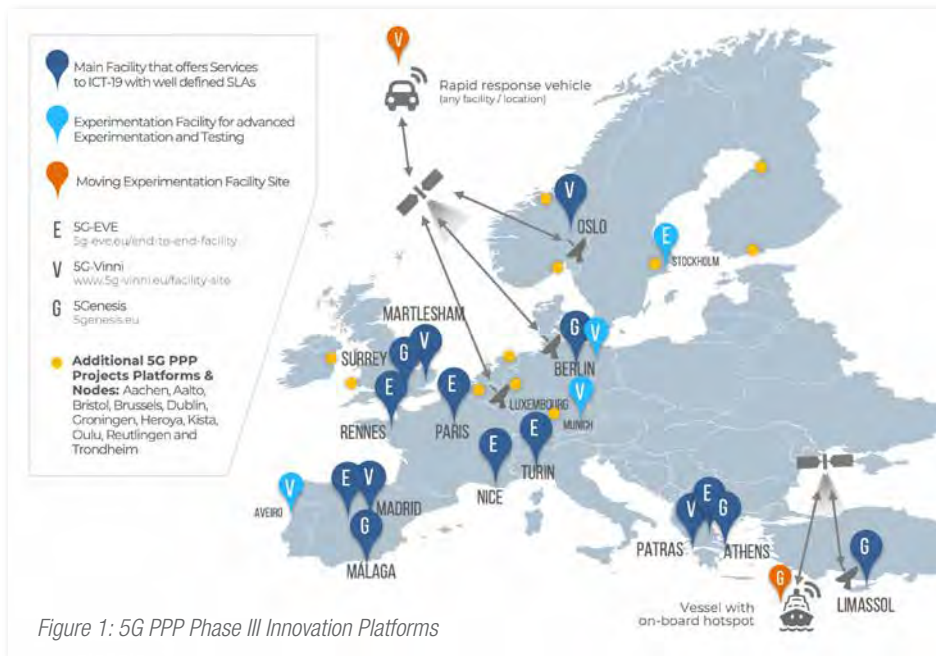 Main Facility that offers Services
to ICT-19 with well defined SLAs
Experimentation Facility for advanced
Experimentation and Testing
Moving Experimentation Facility Site
E 5G-EVE
5g-eve.eu/end-to-end-facility
V 5G-Vinni
www.5g-vinni.eu/facility-site
G 5Genesis
5genesis.eu
Additional 5G PPP
Projects Platforms &
Nodes: Aachen, Aalto,
Bristol, Brussels, Dublin,
Groningen, Heroya, Kista,
Oulu, Reutlingen and
Trondheim
V
Rapid response vehicle
(any facility / location)
V
OSLO
E
STOCKHOLM
MARTLESHAM
V
G
SURREY
E
RENNES
E
PARIS
G
V
BERLIN
LUXEMBOURG
V
MUNICH
E
NICE
E
TURIN
V
AVEIRO
E
V
MADRID
G
MÁLAGA
V
E
G
PATRAS
ATHENS
G
LIMASSOL
G
Vessel with
on-board hotspot
Figure 1: 5G PPP Phase III Innovation Platforms